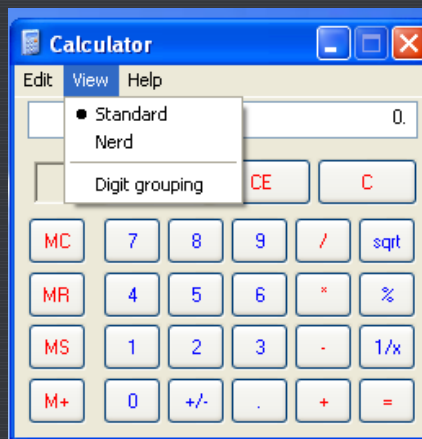 Calculator
Edit View Help
Standard
0.
Nerd
Digit grouping
CE C
MC 7 8 9 / sqrt
MR 4 5 6 * %
MS 1 2 3 - 1/x
M+ 0 +/- . + =